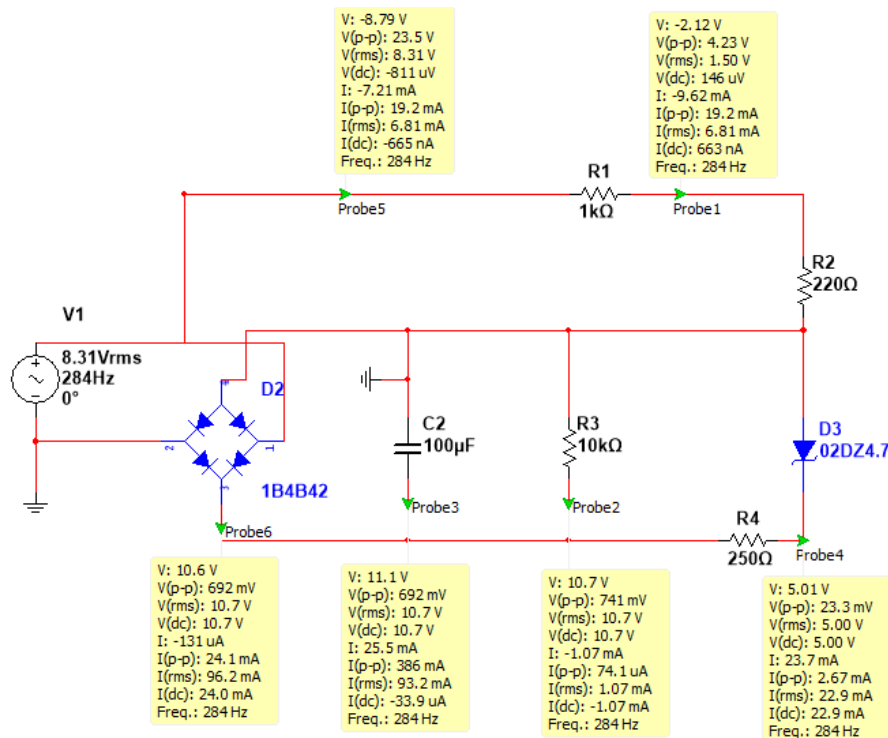 V: -8.79 V
V(p-p): 23.5 V
V(rms): 8.31 V
V(dc): -811 uV
I: -7.21 mA
I(p-p): 19.2 mA
I(rms): 6.81 mA
I(dc): -665 nA
Freq.: 284 Hz
V: -2.12 V
V(p-p): 4.23 V
V(rms): 1.50 V
V(dc): 146 uV
I: -9.62 mA
I(p-p): 19.2 mA
I(rms): 6.81 mA
I(dc): 663 nA
Freq.: 284 Hz
R1
Probe5
1kΩ
Probe1
R2
220Ω
V1
8.31Vrms
284Hz
0°
D2
4
2
1
3
1B4B42
C2
100µF
R3
10kΩ
D3
02DZ4.7
Probe3
Probe2
Probe6
R4
250Ω
Probe4
V: 10.6 V
V(p-p): 692 mV
V(rms): 10.7 V
V(dc): 10.7 V
I: -131 uA
I(p-p): 24.1 mA
I(rms): 96.2 mA
I(dc): 24.0 mA
Freq.: 284 Hz
V: 11.1 V
V(p-p): 692 mV
V(rms): 10.7 V
V(dc): 10.7 V
I: 25.5 mA
I(p-p): 386 mA
I(rms): 93.2 mA
I(dc): -33.9 uA
Freq.: 284 Hz
V: 10.7 V
V(p-p): 741 mV
V(rms): 10.7 V
V(dc): 10.7 V
I: -1.07 mA
I(p-p): 74.1 uA
I(rms): 1.07 mA
I(dc): -1.07 mA
Freq.: 284 Hz
V: 5.01 V
V(p-p): 23.3 mV
V(rms): 5.00 V
V(dc): 5.00 V
I: 23.7 mA
I(p-p): 2.67 mA
I(rms): 22.9 mA
I(dc): 22.9 mA
Freq.: 284 Hz